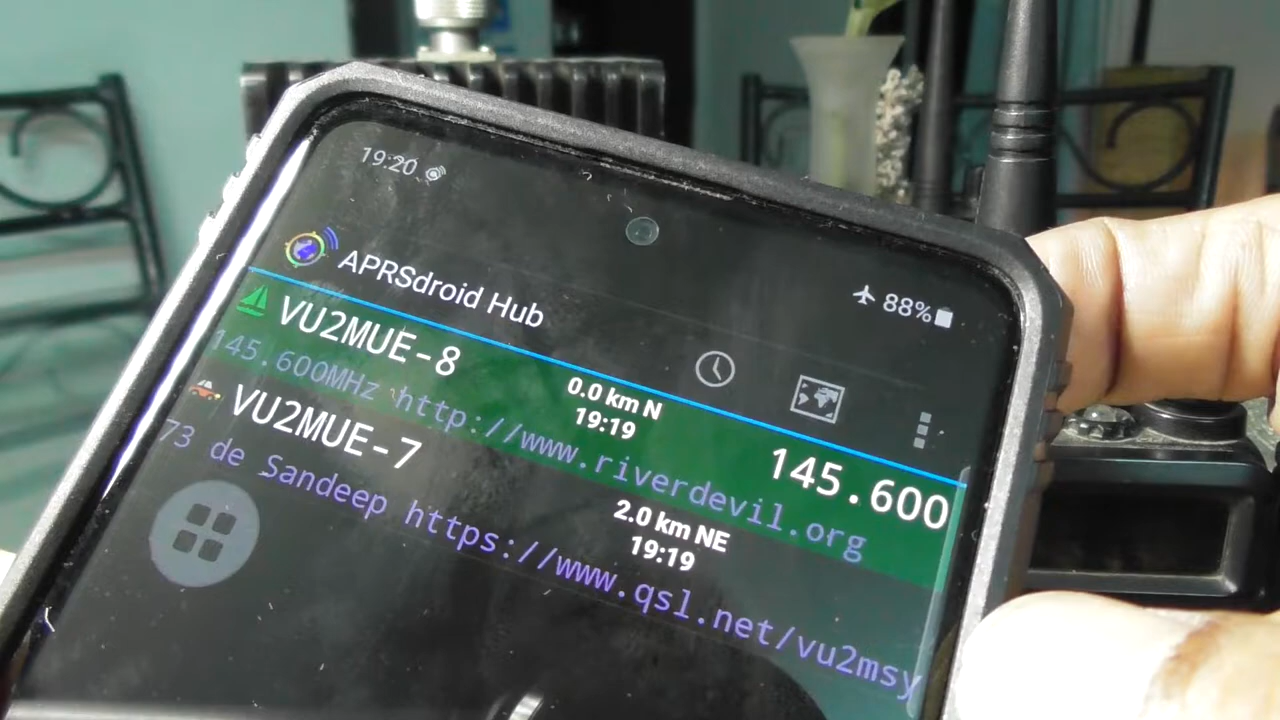 19:20
88%
APRSdroid Hub
VU2MUE-8
0.0 km N
19:19
145.600
145.600MHz http://www.riverdevil.org
VU2MUE-7
2.0 km NE
19:19
73 de Sandeep https://www.qsl.net/vu2msy